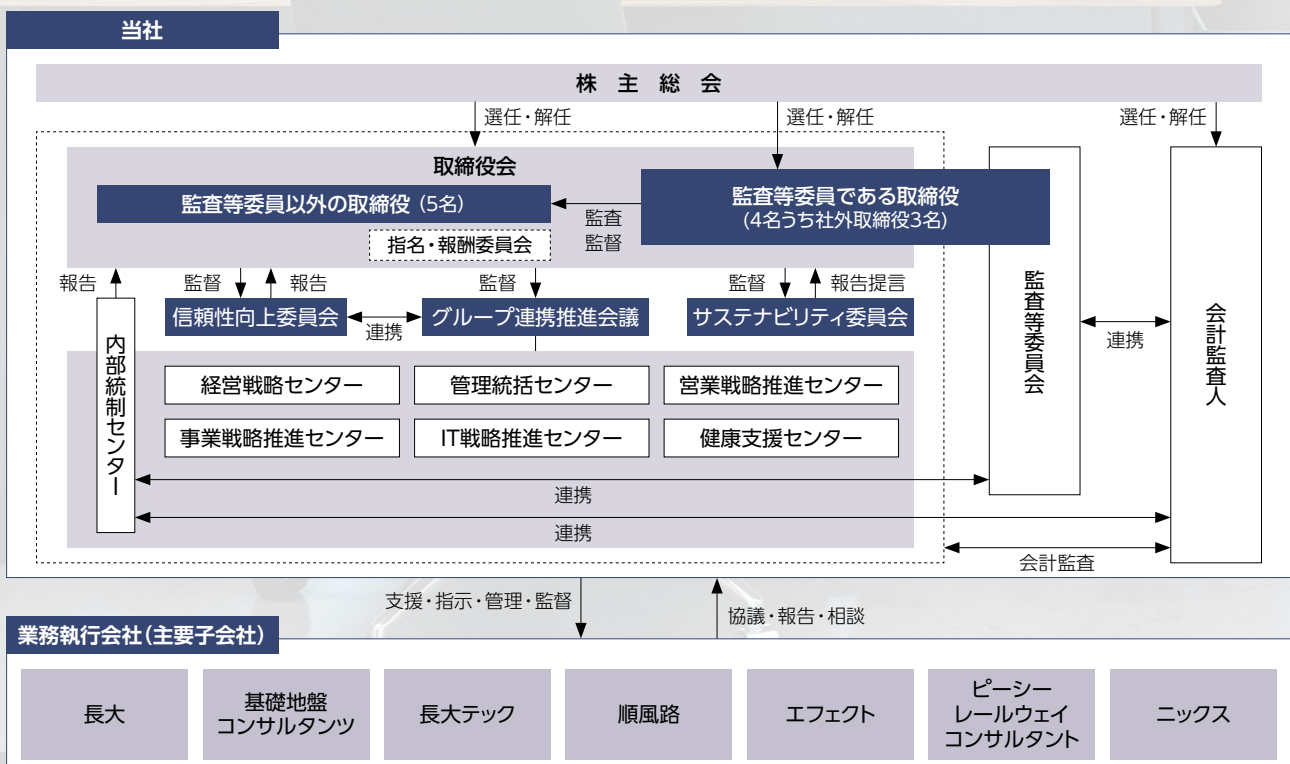 当社
株主総会
選任・解任
選任・解任
選任・解任
取締役会
監査等委員以外の取締役（5名）
監査
監督
監査等委員である取締役
（4名うち社外取締役3名）
指名・報酬委員会
報告
監督
報告
監督
監督
報告提言
信頼性向上委員会
連携
グループ連携推進会議
サステナビリティ委員会
監査等委員会
連携
会計監査人
内部統制センター
経営戦略センター
管理統括センター
営業戦略推進センター
事業戦略推進センター
IT戦略推進センター
健康支援センター
連携
連携
会計監査
支援・指示・管理・監督
協議・報告・相談
業務執行会社（主要子会社）
長大
基礎地盤
コンサルタンツ
長大テック
順風路
エフェクト
ピーシー
レールウェイ
コンサルタント
ニックス